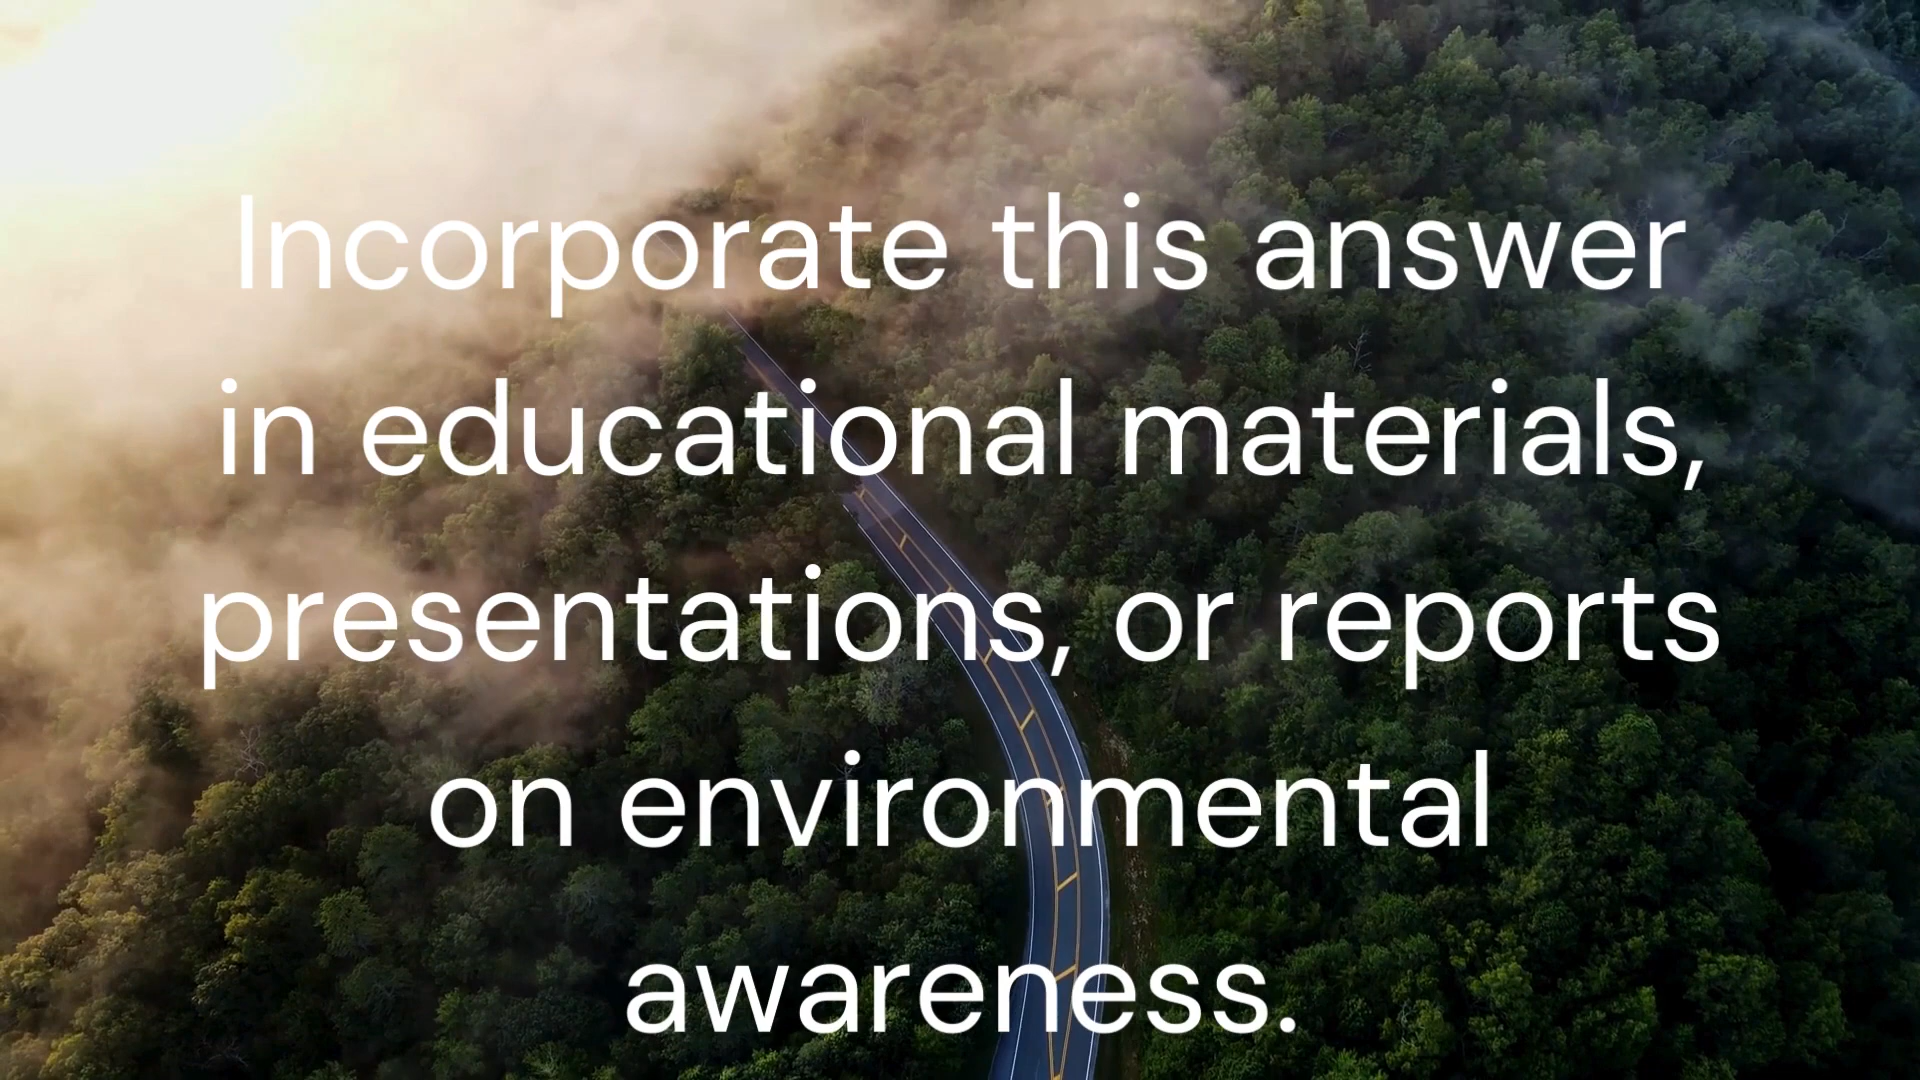 Incorporate this answer
in educational materials,
presentations, or reports
on environmental
awareness.